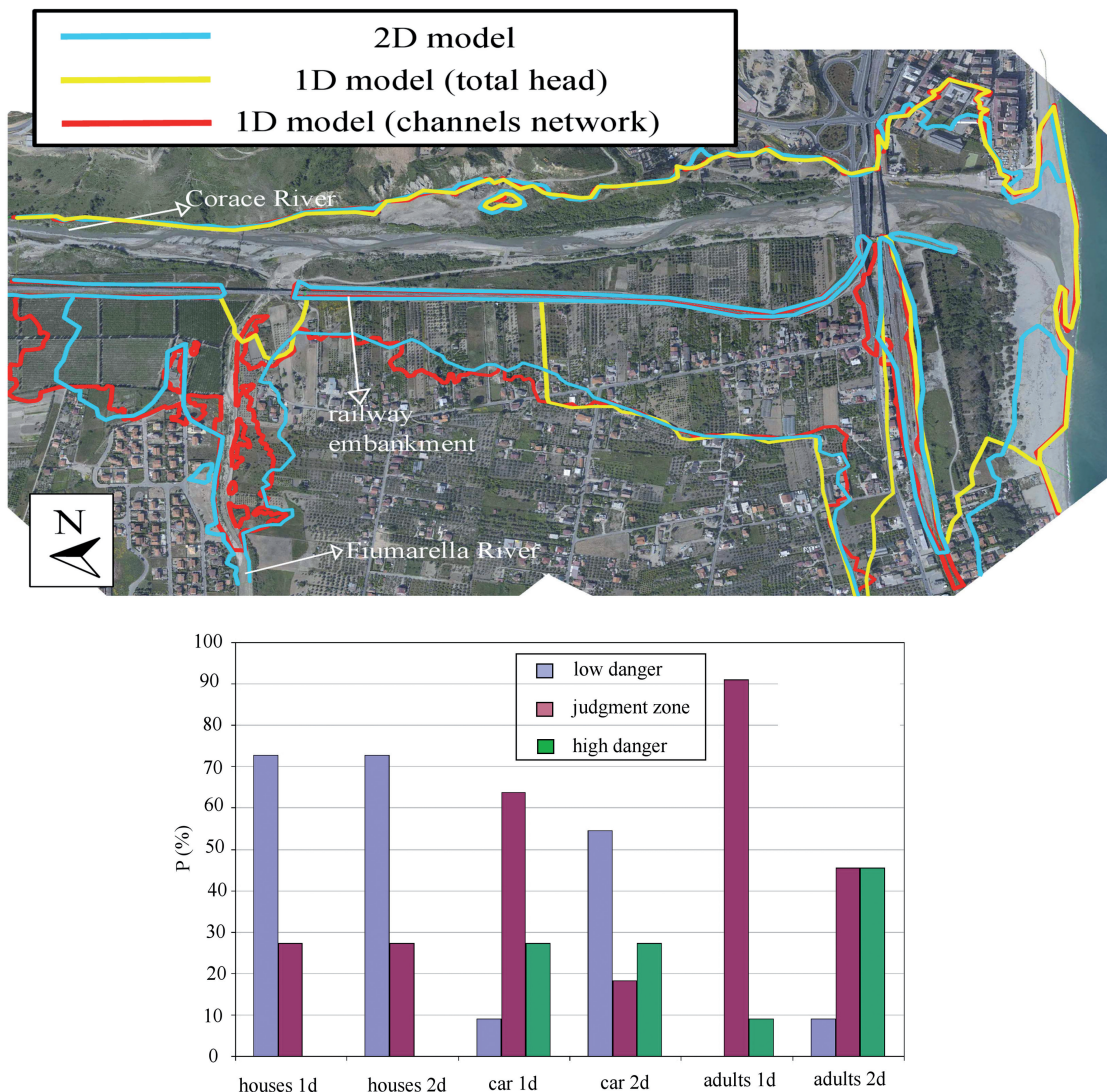 2D model
1D model (total head)
1D model (channels network)
Corace River
railway
embankment
N
Fiumarella River
100
90
80
70
60
50
40
30
20
10
0
P (%)
low danger
judgment zone
high danger
houses 1d
houses 2d
car 1d
car 2d
adults 1d
adults 2d